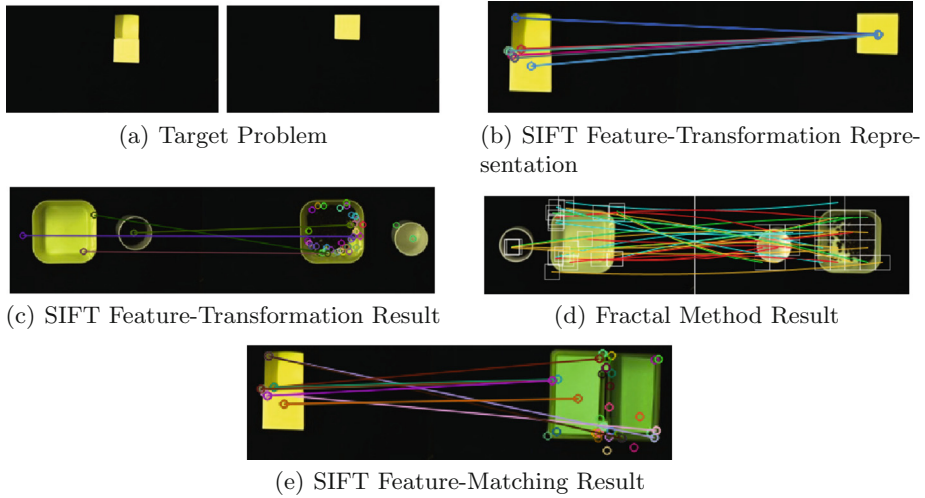 (a) Target Problem
(b) SIFT Feature-Transformation Repre-
sentation
(c) SIFT Feature-Transformation Result
(d) Fractal Method Result
(e) SIFT Feature-Matching Result